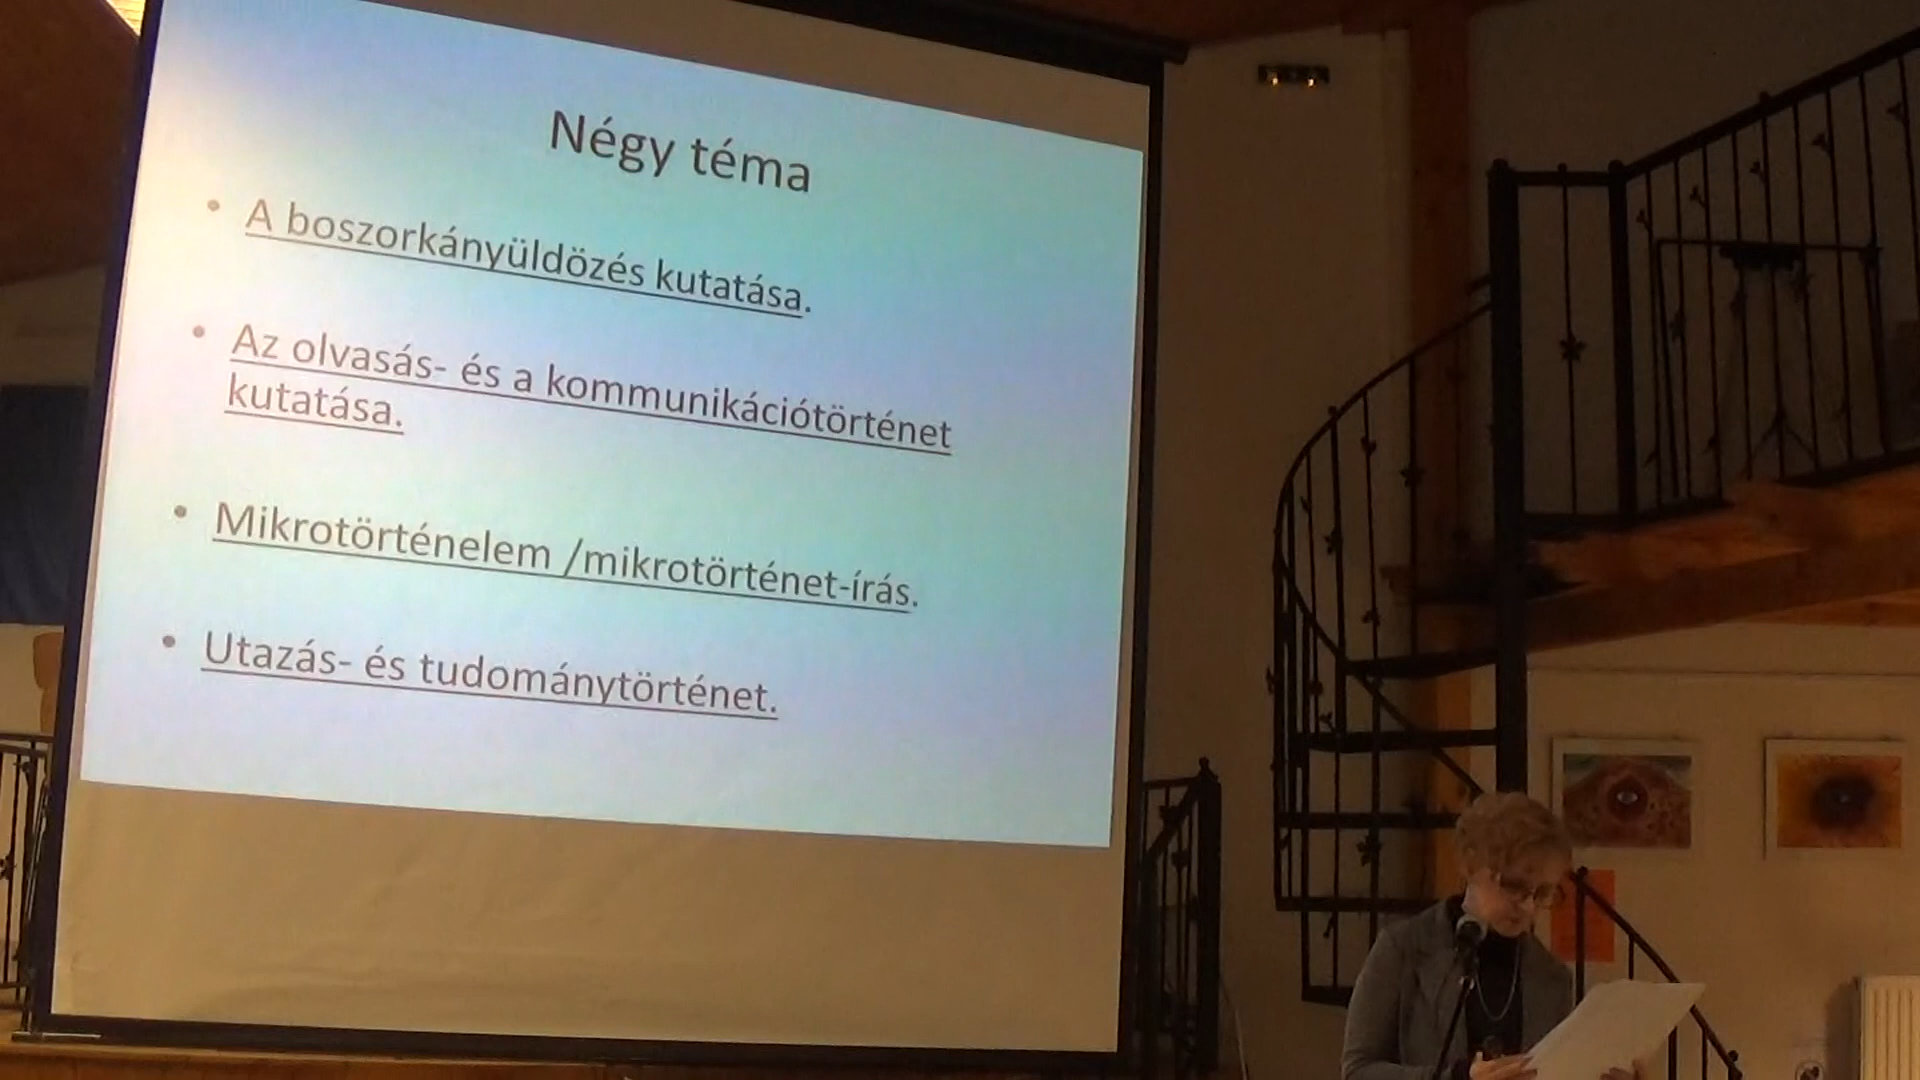 Négy téma
• A boszorkányüldözés kutatása.
• Az olvasás- és a kommunikációtörténet
kutatása.
• Mikrotörténelem /mikrotörténet-írás.
• Utazás- és tudománytörténet.